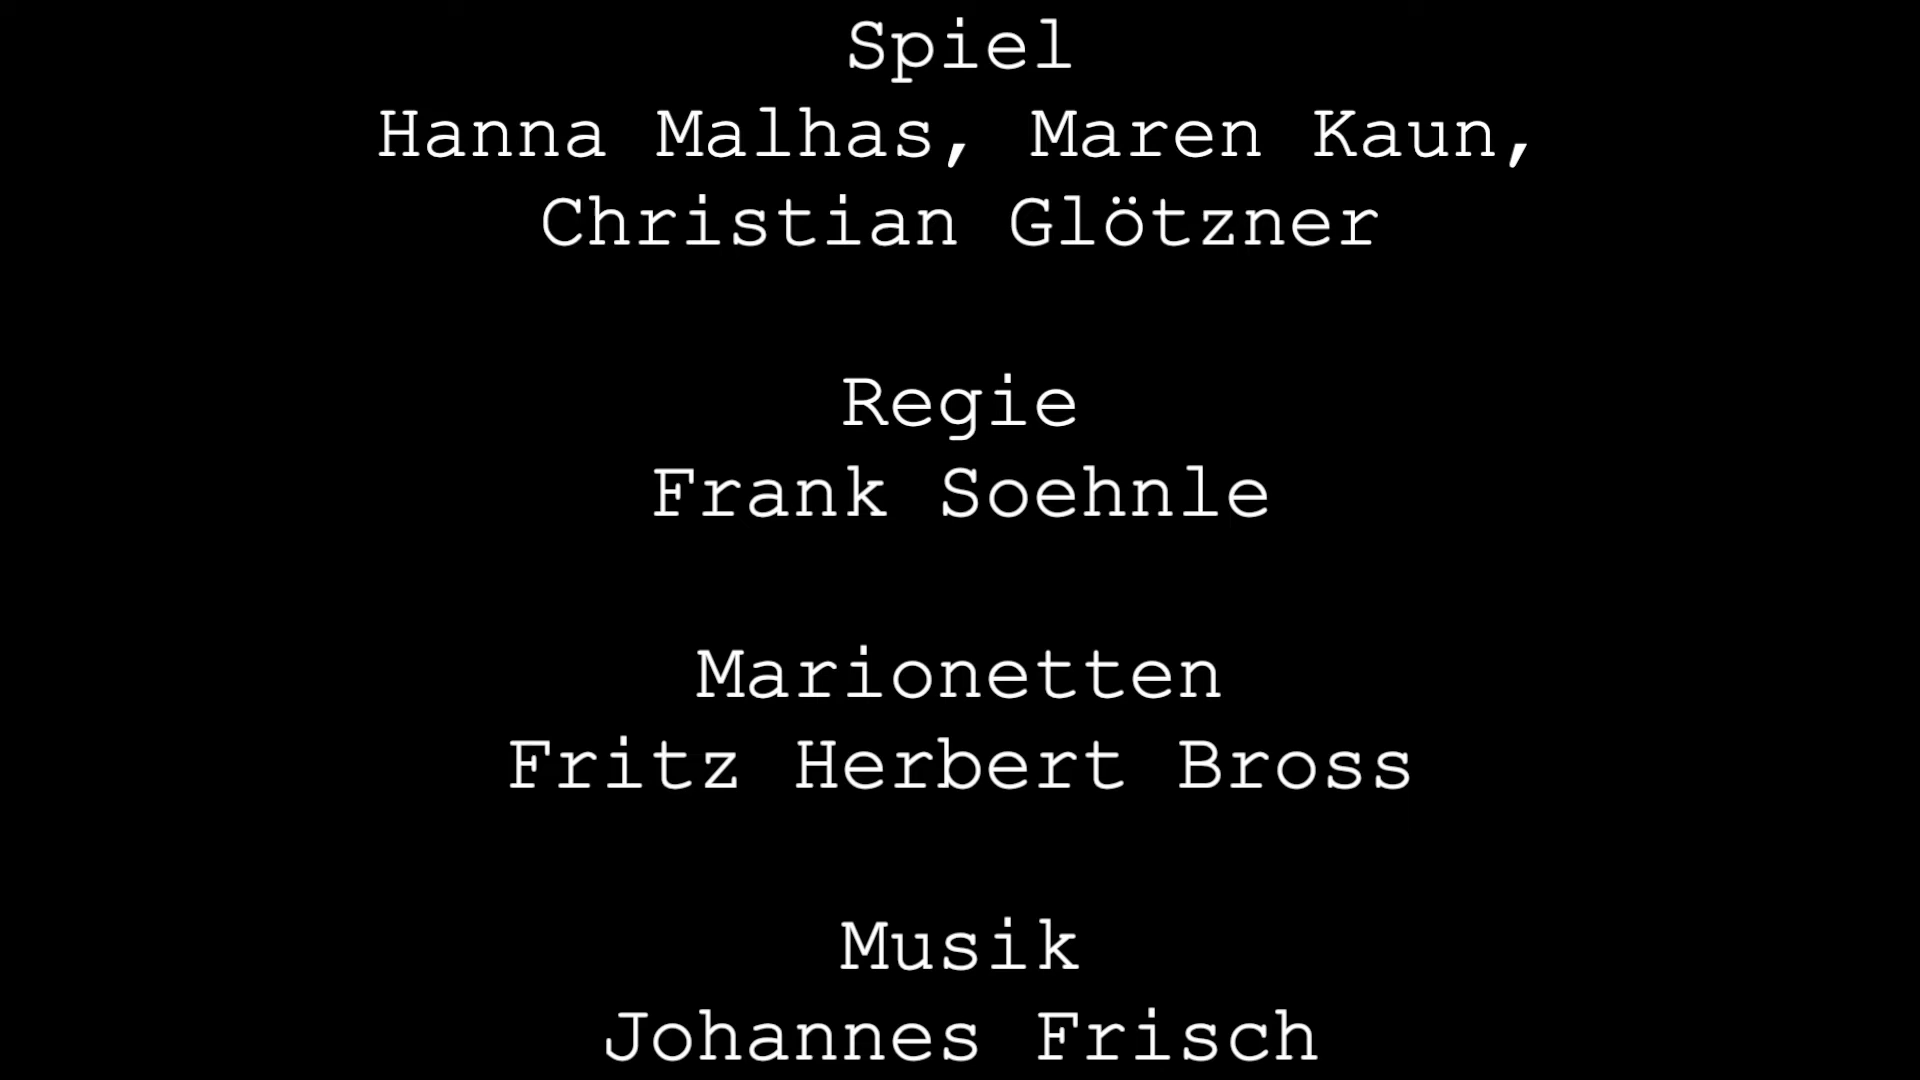 Spiel
Hanna Malhas, Maren Kaun,
Christian Glötzner
Regie
Frank Soehnle
Marionetten
Fritz Herbert Bross
Musik
Johannes Frisch